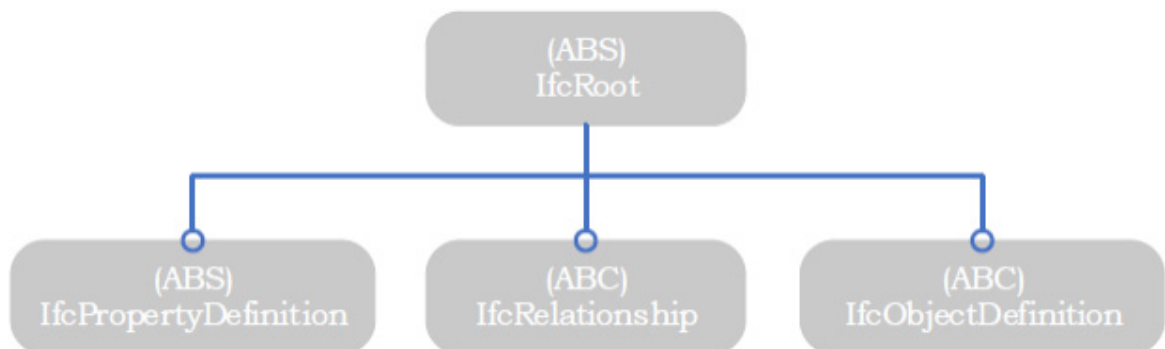 (ABS)
IfcRoot
(ABS)
IfcPropertyDefinition
(ABC)
IfcRelationship
(ABC)
IfcObjectDefinition